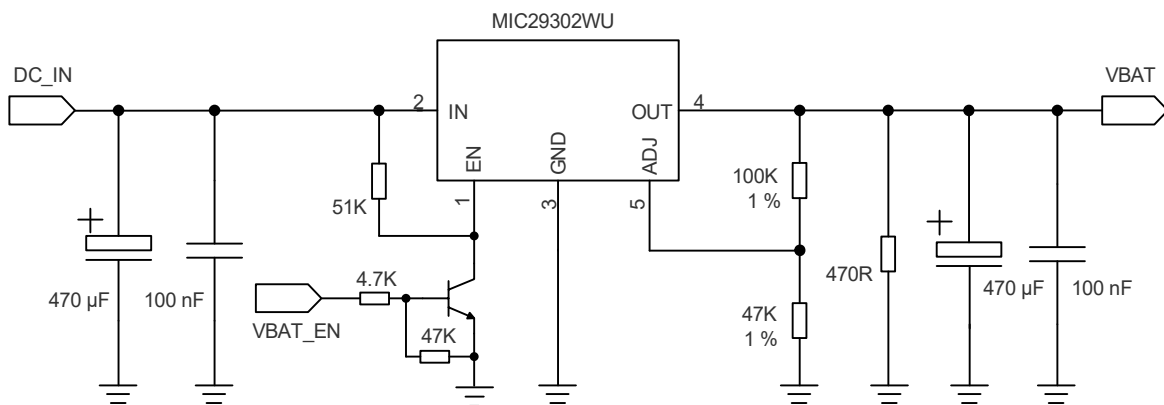 MIC29302WU
DC_IN
VBAT
2
IN
OUT
4
EN
GND
ADJ
1
3
5
51K
100K
1 %
470 µF
100 nF
4.7K
VBAT_EN
47K
47K
1 %
470R
470 µF
100 nF